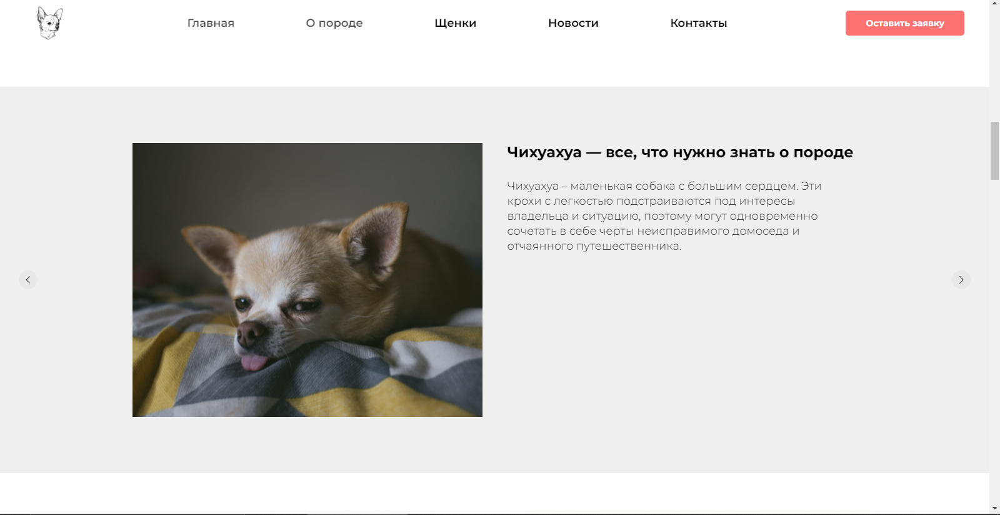 Главная
О породе
Щенки
Новости
Контакты
Оставить заявку
Чихуахуа — все, что нужно знать о породе
Чихуахуа – маленькая собака с большим сердцем. Эти
крохи с легкостью подстраиваются под интересы
владельца и ситуацию, поэтому могут одновременно
сочетать в себе черты неисправимого домоседа и
отчаянного путешественника.